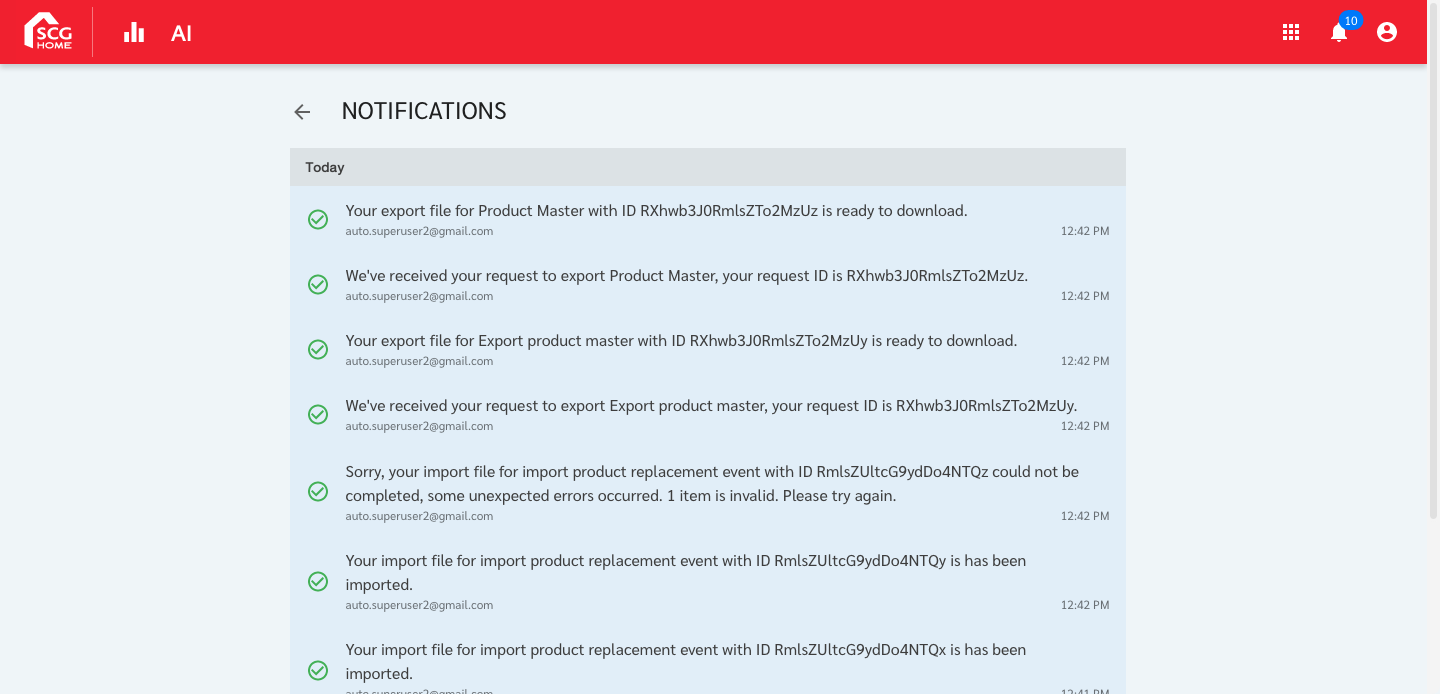 SCG
HOME
AI
10
NOTIFICATIONS
Today
Your export file for Product Master with ID RXhwb3J0RmlsZTo2MzUz is ready to download.
auto.superuser2@gmail.com 12:42 PM
We've received your request to export Product Master, your request ID is RXhwb3J0RmlsZTo2MzUz.
auto.superuser2@gmail.com 12:42 PM
Your export file for Export product master with ID RXhwb3J0RmlsZTo2MzUy is ready to download.
auto.superuser2@gmail.com 12:42 PM
We've received your request to export Export product master, your request ID is RXhwb3J0RmlsZTo2MzUy.
auto.superuser2@gmail.com 12:42 PM
Sorry, your import file for import product replacement event with ID RmlsZUltcG9ydDo4NTQz could not be
completed, some unexpected errors occurred. 1 item is invalid. Please try again.
auto.superuser2@gmail.com 12:42 PM
Your import file for import product replacement event with ID RmlsZUltcG9ydDo4NTQy is has been
imported.
auto.superuser2@gmail.com 12:42 PM
Your import file for import product replacement event with ID RmlsZUltcG9ydDo4NTQx is has been
imported.
auto.superuser2@gmail.com 12:41 PM